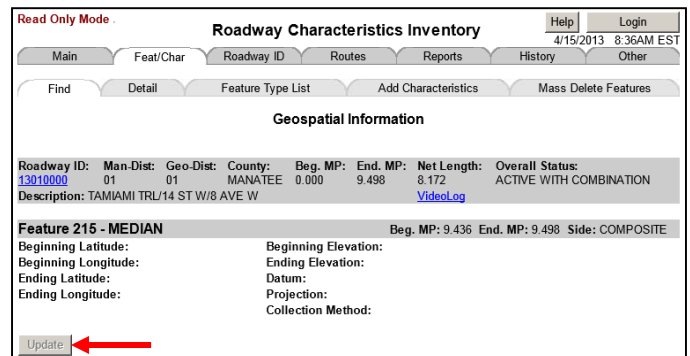 Read Only Mode .
Roadway Characteristics Inventory
Help Login
4/15/2013 8:36AM EST
Main Feat/Char Roadway ID Routes Reports History Other
Find Detail Feature Type List Add Characteristics Mass Delete Features
Geospatial Information
Roadway ID: Man-Dist: Geo-Dist: County: Beg. MP: End. MP: Net Length: Overall Status:
13010000 01 01 MANATEE 0.000 9.498 8.172 ACTIVE WITH COMBINATION
Description: TAMIAMI TRL/14 ST W/8 AVE W VideoLog
Feature 215 - MEDIAN Beg. MP: 9.436 End. MP: 9.498 Side: COMPOSITE
Beginning Latitude: Beginning Elevation:
Beginning Longitude: Ending Elevation:
Ending Latitude: Datum:
Ending Longitude: Projection:
Collection Method:
Update